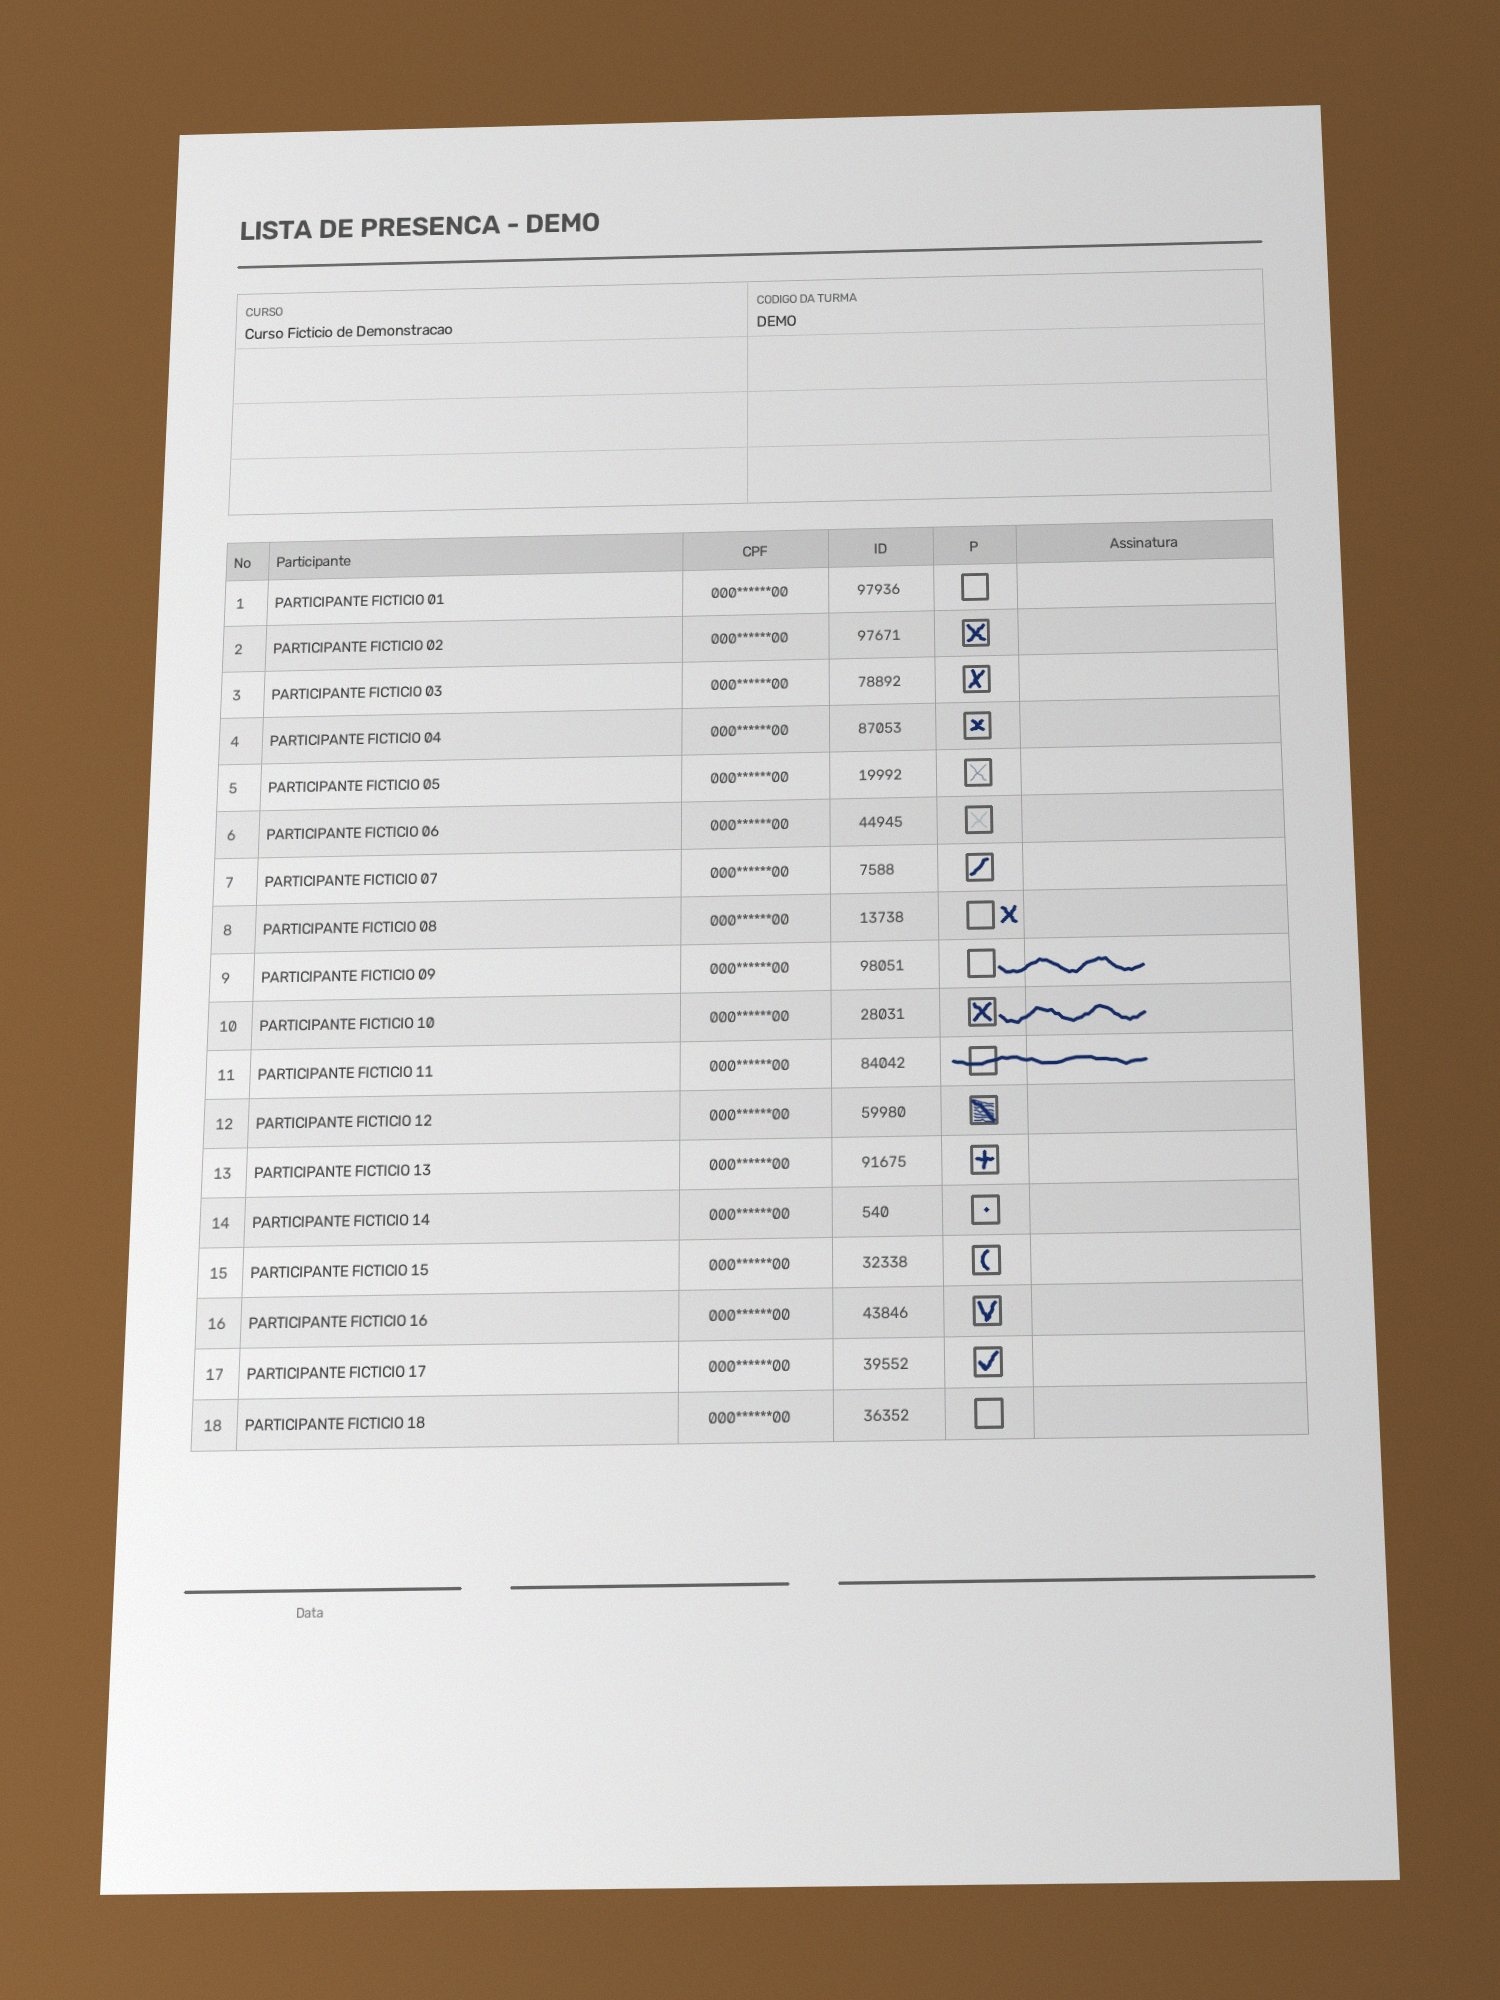 LISTA DE PRESENCA - DEMO
CURSO CODIGO DA TURMA
Curso Ficticio de Demonstracao DEMO
No Participante CPF ID P Assinatura
1 PARTICIPANTE FICTICIO 01 000******00 97936
2 PARTICIPANTE FICTICIO 02 000******00 97671
3 PARTICIPANTE FICTICIO 03 000******00 78892
4 PARTICIPANTE FICTICIO 04 000******00 87053
5 PARTICIPANTE FICTICIO 05 000******00 19992
6 PARTICIPANTE FICTICIO 06 000******00 44945
7 PARTICIPANTE FICTICIO 07 000******00 7588
8 PARTICIPANTE FICTICIO 08 000******00 13738
9 PARTICIPANTE FICTICIO 09 000******00 98051
10 PARTICIPANTE FICTICIO 10 000******00 28031
11 PARTICIPANTE FICTICIO 11 000******00 84042
12 PARTICIPANTE FICTICIO 12 000******00 59980
13 PARTICIPANTE FICTICIO 13 000******00 91675
14 PARTICIPANTE FICTICIO 14 000******00 540
15 PARTICIPANTE FICTICIO 15 000******00 32338
16 PARTICIPANTE FICTICIO 16 000******00 43846
17 PARTICIPANTE FICTICIO 17 000******00 39552
18 PARTICIPANTE FICTICIO 18 000******00 36352
Data